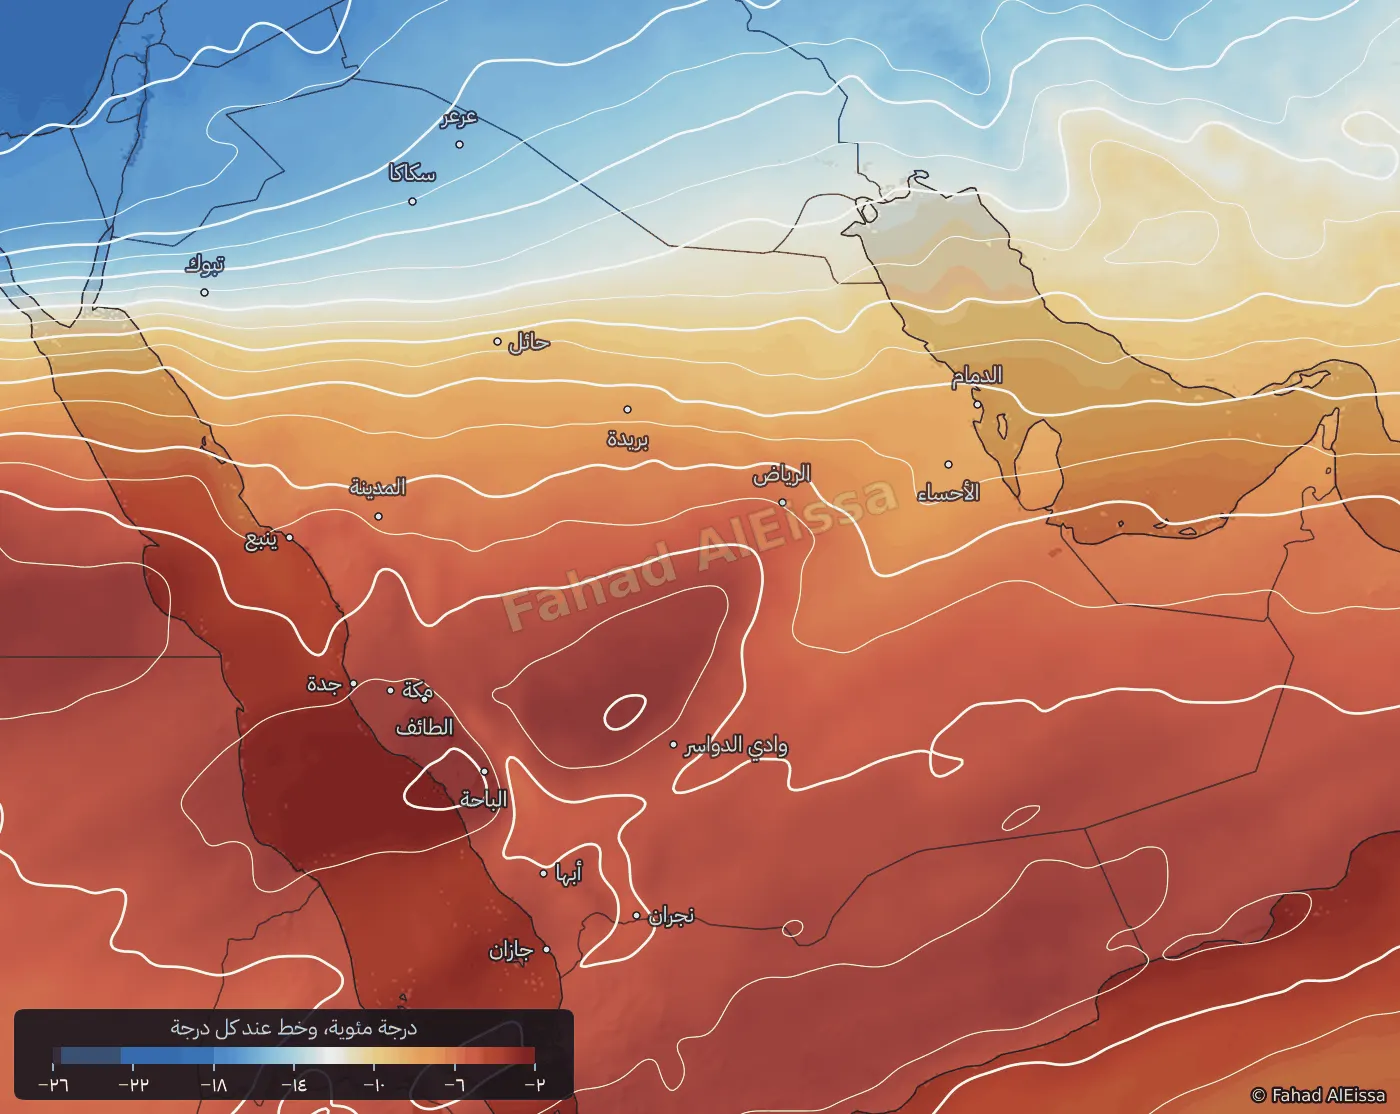 عرعر
سكاكا
تبوك
حائل
الدمام
بريدة
الرياض
الأحساء
المدينة
ينبع
Fahad AlEissa
جدة
مكة
الطائف
وادي الدواسر
الباحة
أبها
نجران
جازان
درجة مئوية، وخط عند كل درجة
−٢٦ −٢٢ −١٨ −١٤ −١٠ −٦ −٢
© Fahad AlEissa